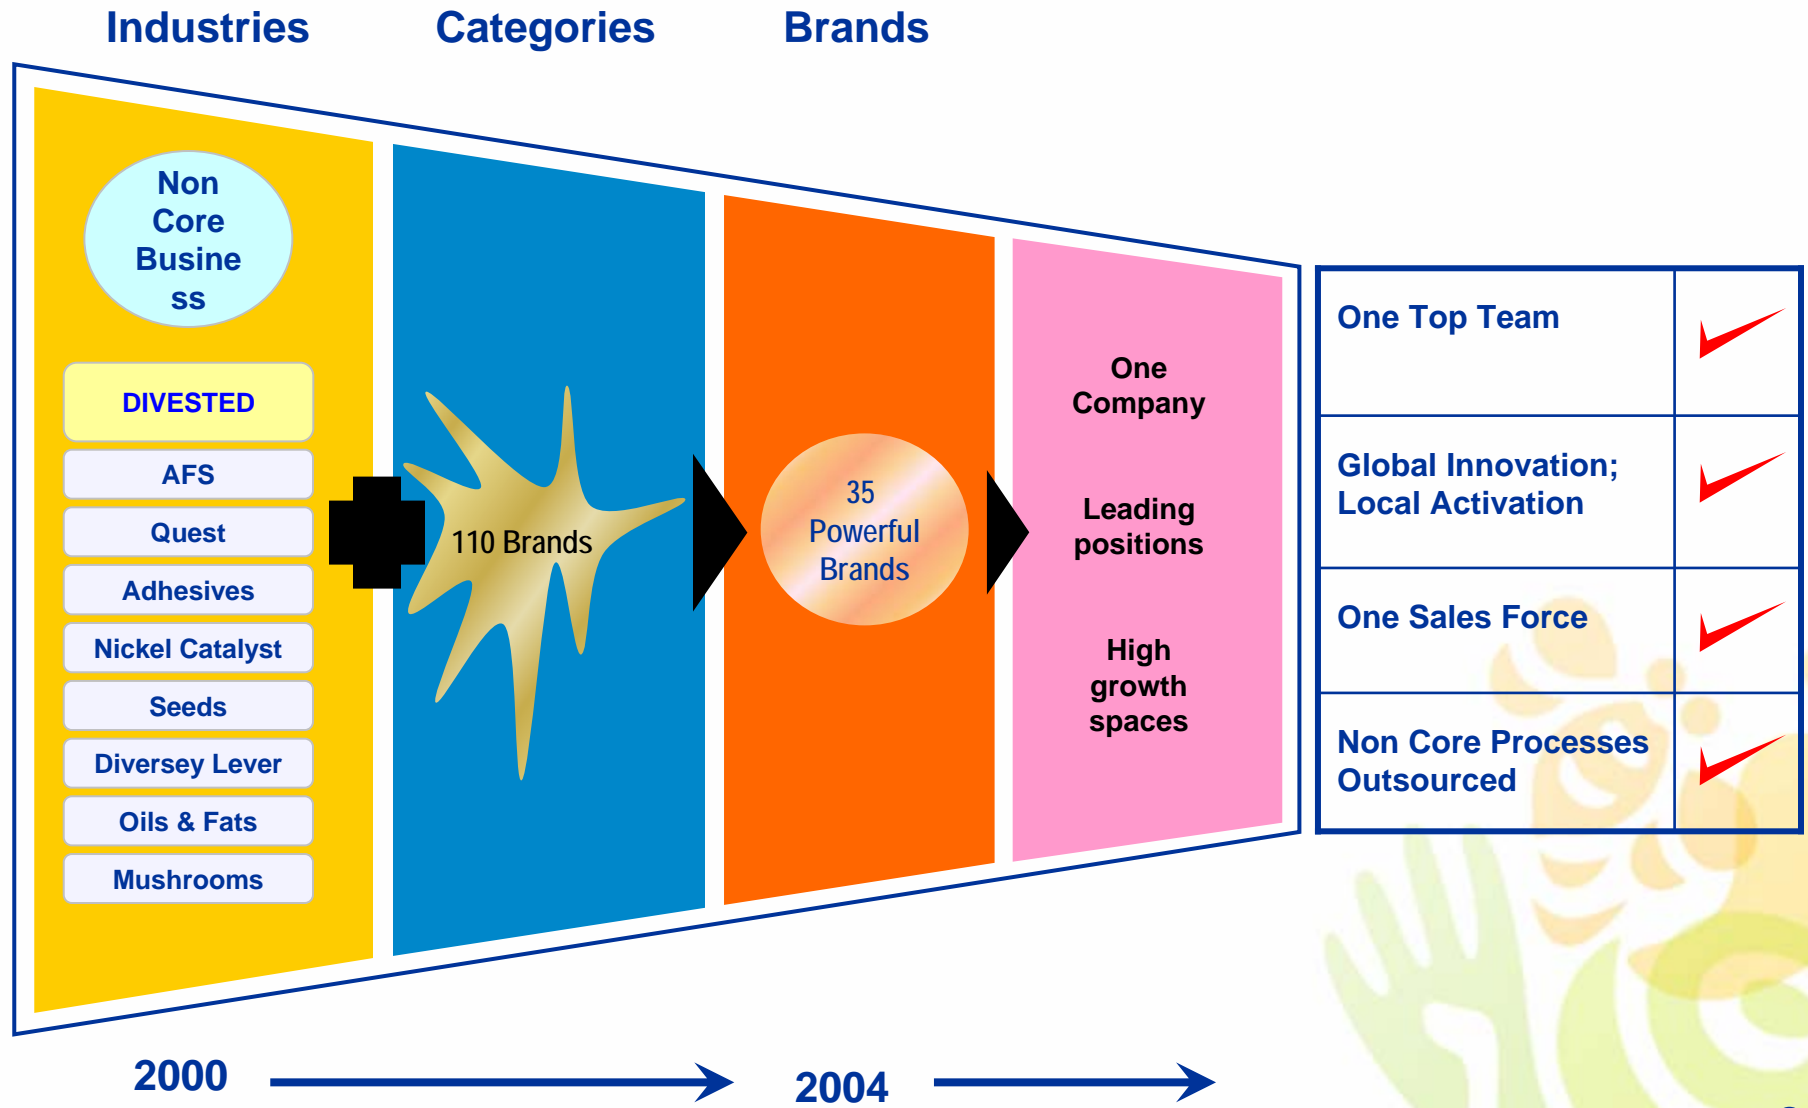 Industries
Categories
Brands
Non
Core
Busine
ss
DIVESTED
AFS
Quest
Adhesives
Nickel Catalyst
Seeds
Diversey Lever
Oils & Fats
Mushrooms
110 Brands
35
Powerful
Brands
One
Company
Leading
positions
High
growth
spaces
One Top Team
Global Innovation;
Local Activation
One Sales Force
Non Core Processes
Outsourced
2000
2004